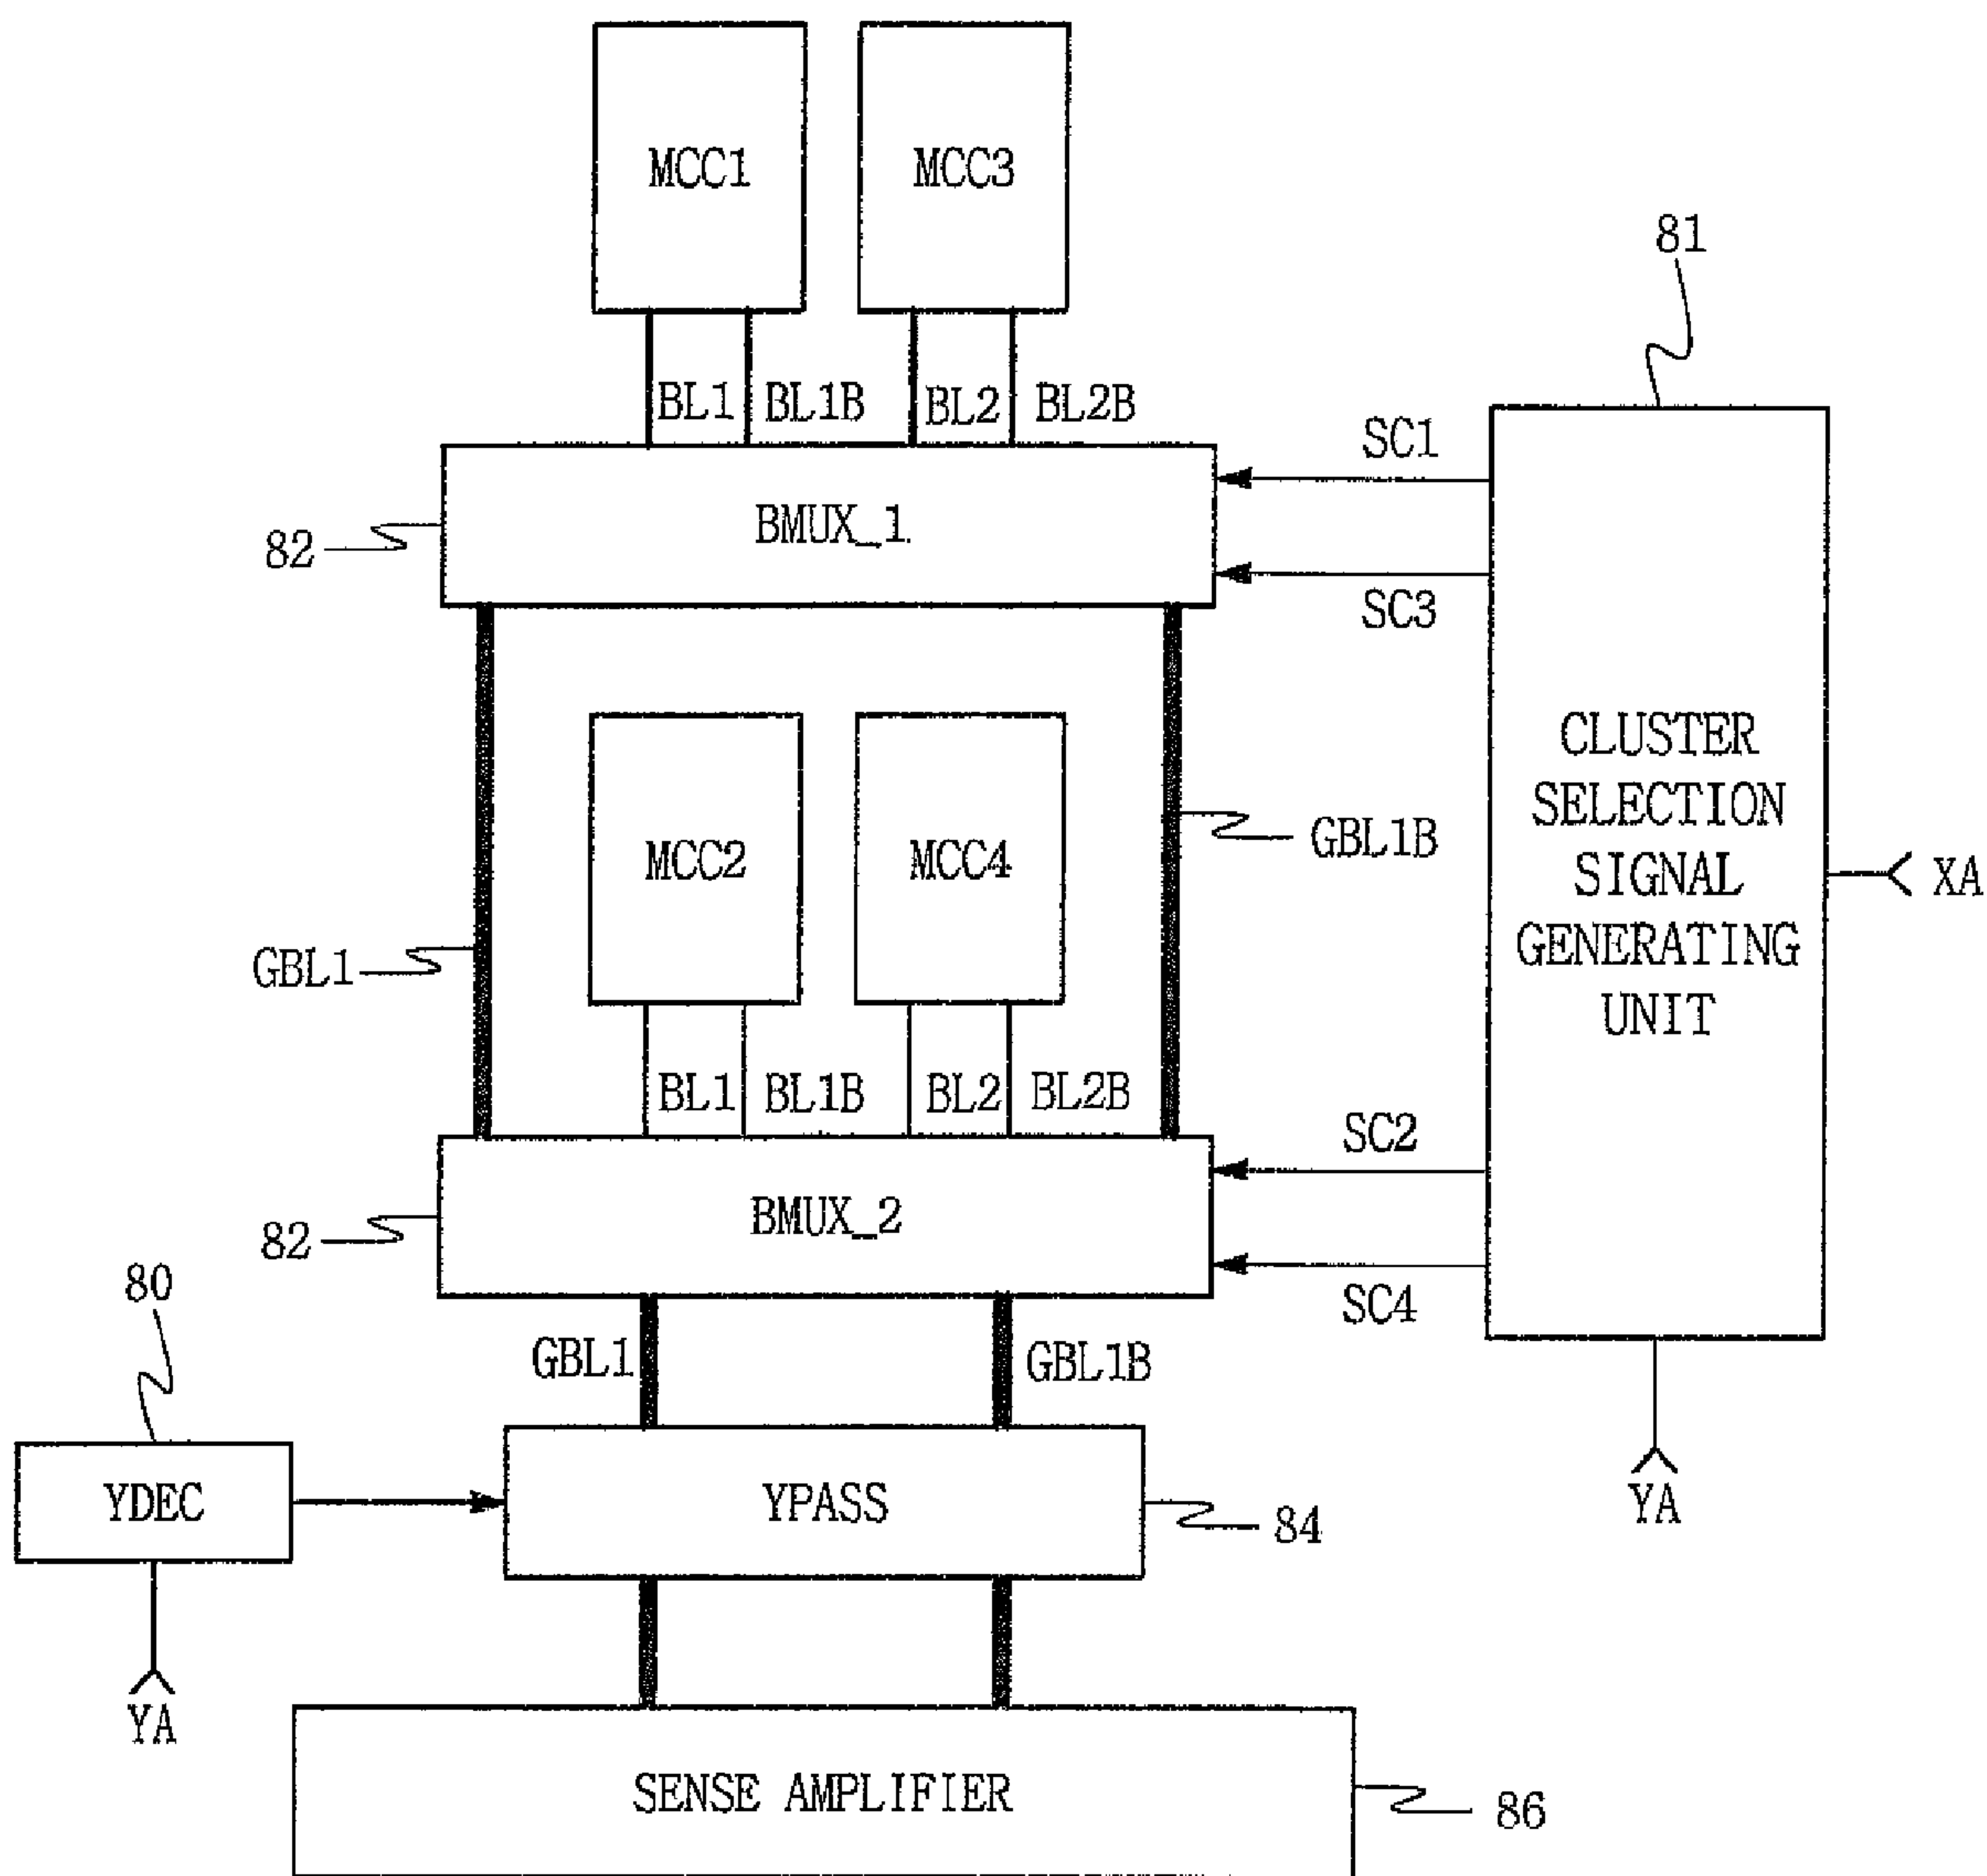 MCC1
MCC3
81
BL1
BL1B
BL2
BL2B
SC1
BMUX_1
82
SC3
CLUSTER
SELECTION
SIGNAL
GENERATING
UNIT
MCC2
MCC4
GBL1B
XA
GBL1
BL1
BL1B
BL2
BL2B
SC2
BMUX_2
82
SC4
80
GBL1
GBL1B
YDEC
YPASS
84
YA
YA
SENSE AMPLIFIER
86